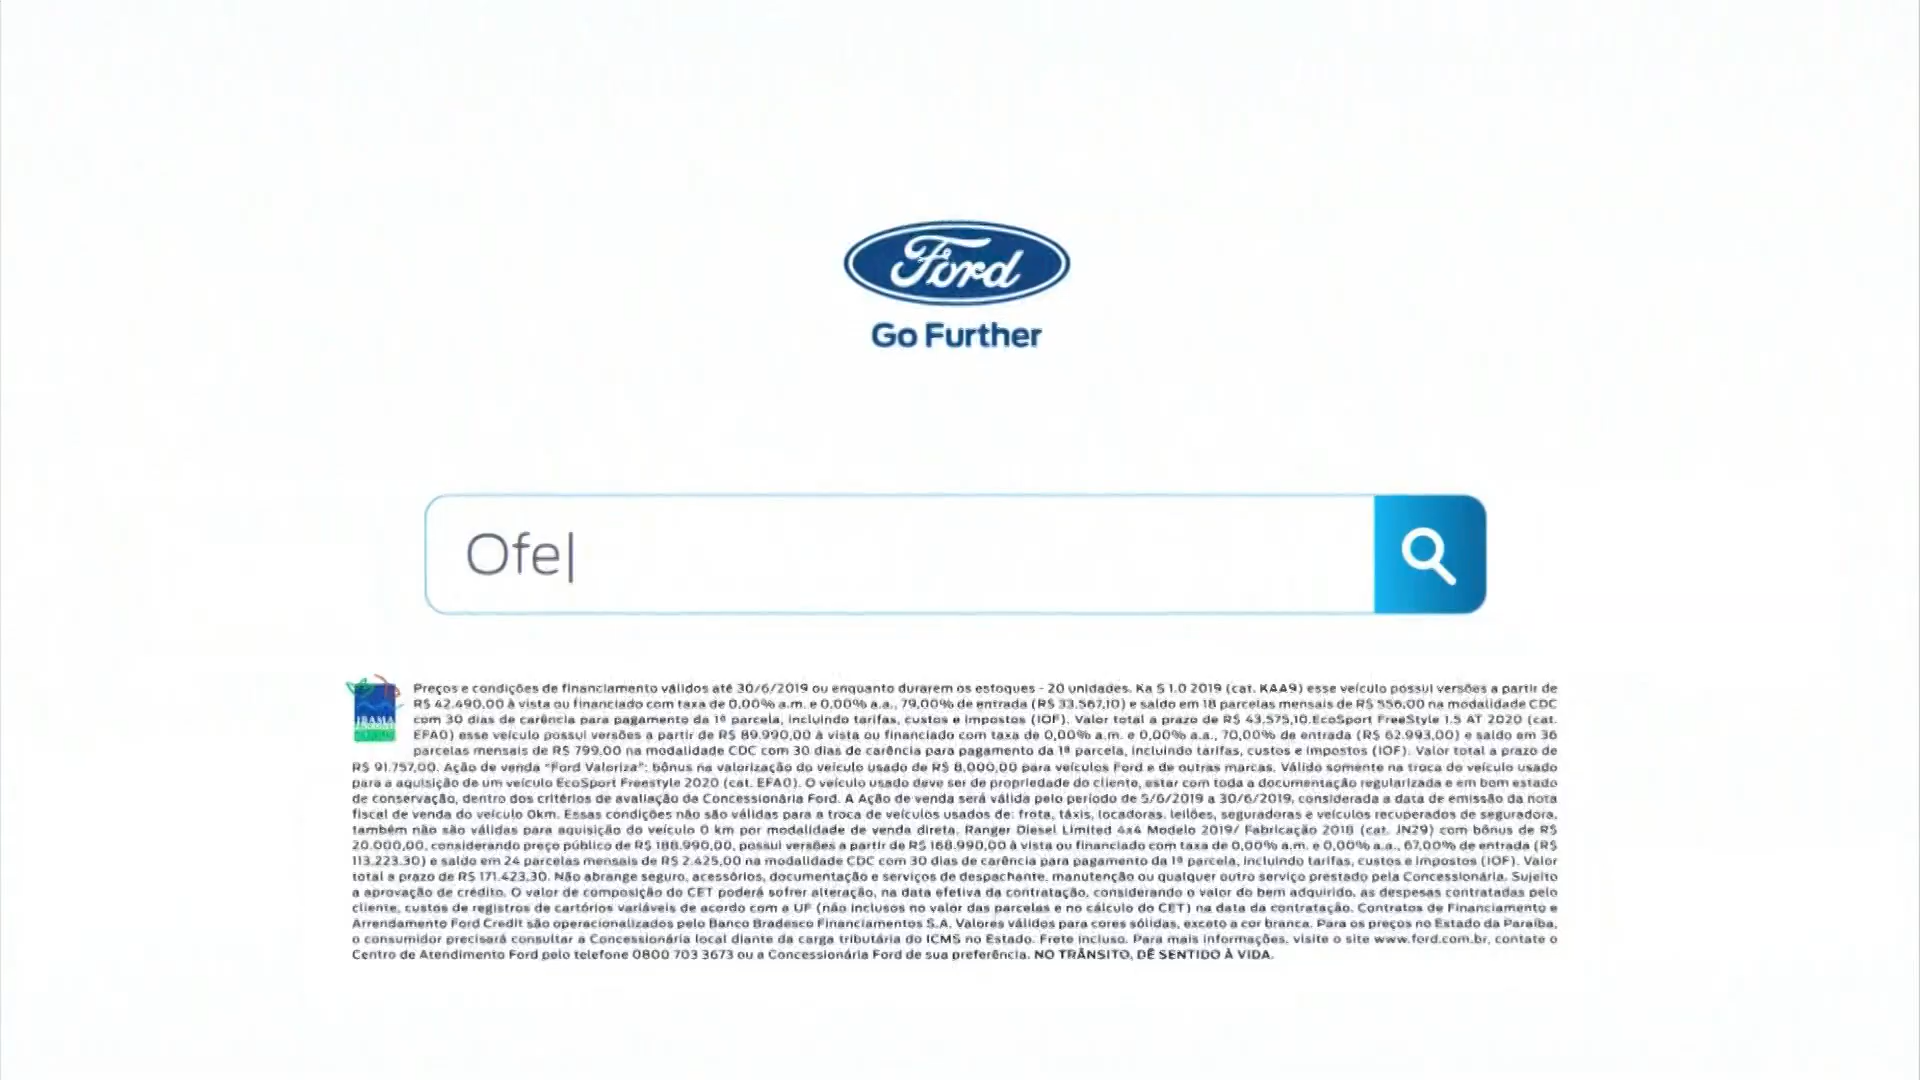 Ford
Go Further
Ofe|
Preços e condições de financiamento válidos até 30/6/2019 ou enquanto durarem os estoques - 20 unidades. Ka S 1.0 2019 (cat. KAA9) esse veículo possui versões a partir de
IBAMA
R$ 42.490,00 à vista ou financiado com taxa de 0,00% a.m. e 0,00% a.a., 79,00% de entrada (R$ 33.567,10) e saldo em 18 parcelas mensais de R$ 556,00 na modalidade CDC
com 30 dias de carência para pagamento da 1ª parcela, incluindo tarifas, custos e impostos (IOF). Valor total a prazo de R$ 43.575,10.EcoSport FreeStyle 1.5 AT 2020 (cat.
EFA0) esse veículo possui versões a partir de R$ 89.990,00 à vista ou financiado com taxa de 0,00% a.m. e 0,00% a.a., 70,00% de entrada (R$ 62.993,00) e saldo em 36
parcelas mensais de R$ 799,00 na modalidade CDC com 30 dias de carência para pagamento da 1ª parcela, incluindo tarifas, custos e impostos (IOF). Valor total a prazo de
R$ 91.757,00. Ação de venda "Ford Valoriza": bônus na valorização do veículo usado de R$ 8.000,00 para veículos Ford e de outras marcas. Válido somente na troca do veículo usado
para a aquisição de um veículo EcoSport Freestyle 2020 (cat. EFA0). O veículo usado deve ser de propriedade do cliente, estar com toda a documentação regularizada e em bom estado
de conservação, dentro dos critérios de avaliação da Concessionária Ford. A Ação de venda será válida pelo período de 5/6/2019 a 30/6/2019, considerada a data de emissão da nota
fiscal de venda do veículo 0km. Essas condições não são válidas para a troca de veículos usados de: frota, táxis, locadoras, leilões, seguradoras e veículos recuperados de seguradora,
também não são válidas para aquisição do veículo 0 km por modalidade de venda direta. Ranger Diesel Limited 4x4 Modelo 2019/ Fabricação 2018 (cat. JN29) com bônus de R$
20.000,00, considerando preço público de R$ 188.990,00, possui versões a partir de R$ 168.990,00 à vista ou financiado com taxa de 0,00% a.m. e 0,00% a.a., 67,00% de entrada (R$
113.223,30) e saldo em 24 parcelas mensais de R$ 2.425,00 na modalidade CDC com 30 dias de carência para pagamento da 1ª parcela, incluindo tarifas, custos e impostos (IOF). Valor
total a prazo de R$ 171.423,30. Não abrange seguro, acessórios, documentação e serviços de despachante, manutenção ou qualquer outro serviço prestado pela Concessionária. Sujeito
a aprovação de crédito. O valor de composição do CET poderá sofrer alteração, na data efetiva da contratação, considerando o valor do bem adquirido, as despesas contratadas pelo
cliente, custos de registros de cartórios variáveis de acordo com a UF (não inclusos no valor das parcelas e no cálculo do CET) na data da contratação. Contratos de Financiamento e
Arrendamento Ford Credit são operacionalizados pelo Banco Bradesco Financiamentos S.A. Valores válidos para cores sólidas, exceto a cor branca. Para os preços no Estado da Paraíba,
o consumidor precisará consultar a Concessionária local diante da carga tributária do ICMS no Estado. Frete incluso. Para mais informações, visite o site www.ford.com.br, contate o
Centro de Atendimento Ford pelo telefone 0800 703 3673 ou a Concessionária Ford de sua preferência. NO TRÂNSITO, DÊ SENTIDO À VIDA.